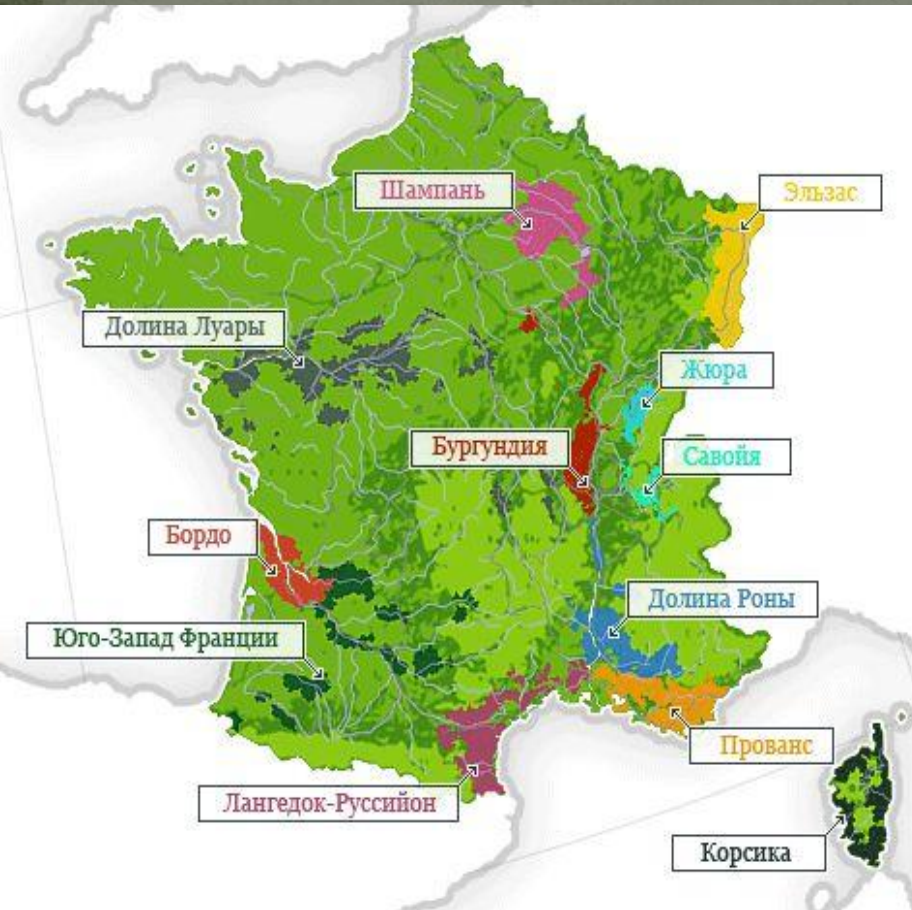 Шампань
Эльзас
Долина Луары
Жюра
Бургундия
Савойя
Бордо
Долина Роны
Юго-Запад Франции
Прованс
Лангедок-Руссийон
Корсика